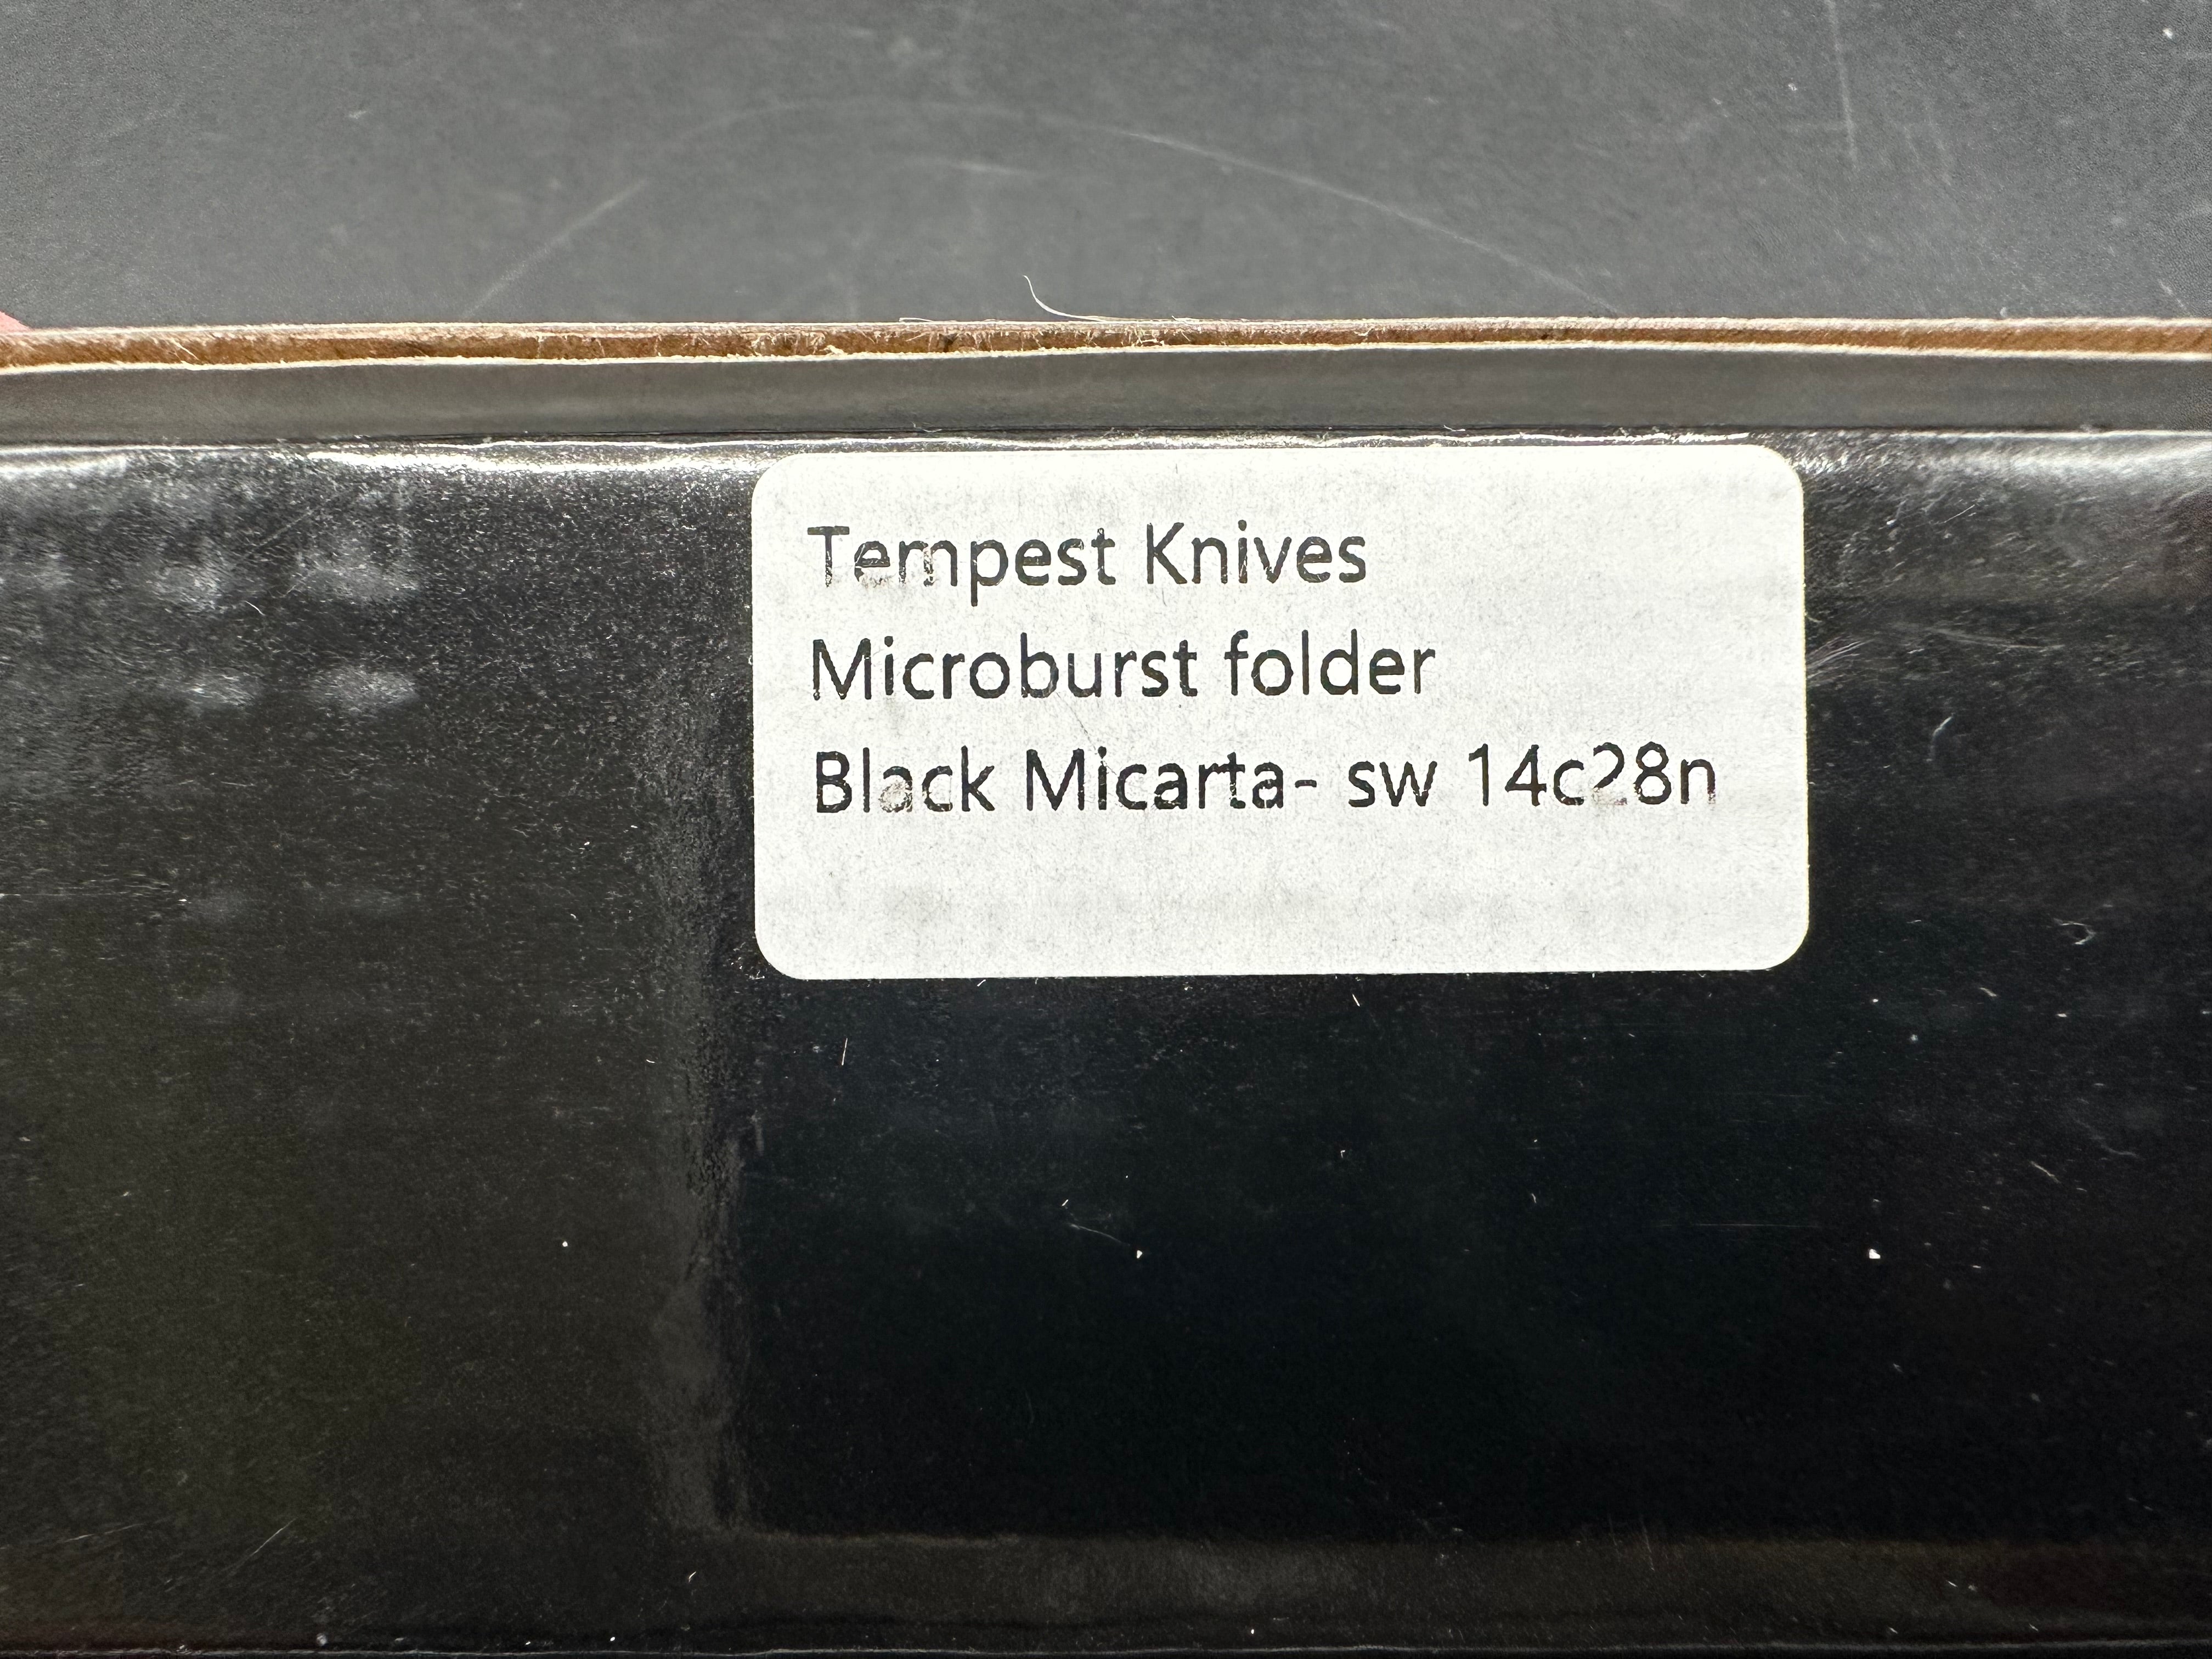 Tempest Knives
Microburst folder
Black Micarta- sw 14c28n